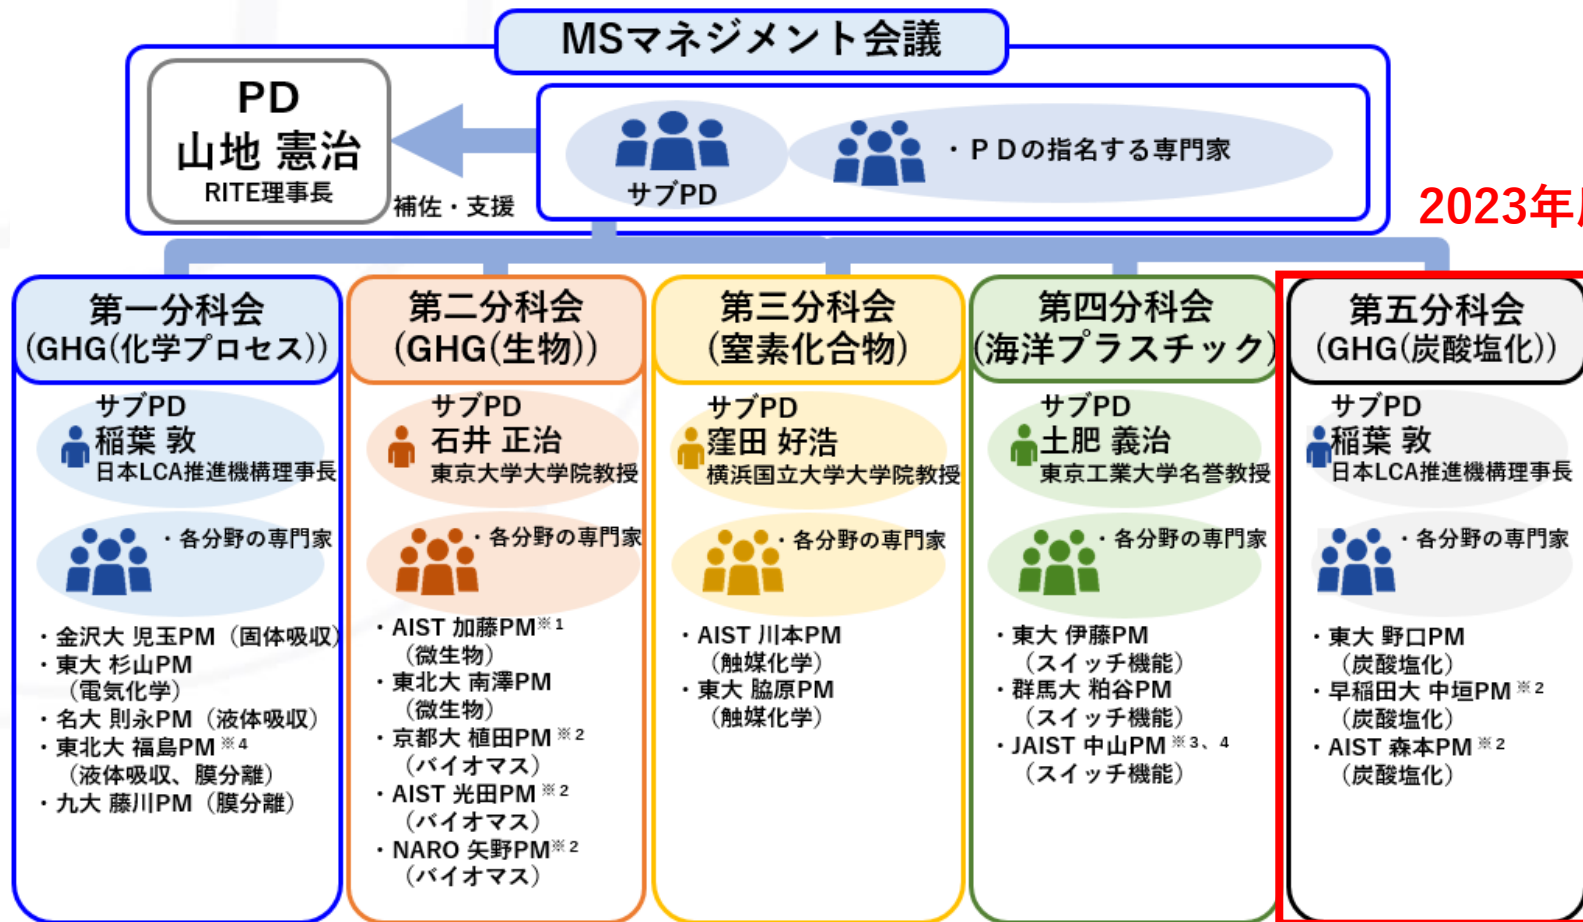 MSマネジメント会議
PD
山地 憲治
RITE理事長
補佐・支援
サブPD
・ＰＤの指名する専門家
2023年
第一分科会
(GHG(化学プロセス))
サブPD
稲葉 敦
日本LCA推進機構理事長
・各分野の専門家
・金沢大 児玉PM（固体吸収）
・東大 杉山PM
（電気化学）
・名大 則永PM（液体吸収）
・東北大 福島PM※4
（液体吸収、膜分離）
・九大 藤川PM（膜分離）
第二分科会
(GHG(生物))
サブPD
石井 正治
東京大学大学院教授
・各分野の専門家
・AIST 加藤PM※1
（微生物）
・東北大 南澤PM
（微生物）
・京都大 植田PM※2
（バイオマス）
・AIST 光田PM※2
（バイオマス）
・NARO 矢野PM※2
（バイオマス）
第三分科会
(窒素化合物)
サブPD
窪田 好浩
横浜国立大学大学院教授
・各分野の専門家
・AIST 川本PM
（触媒化学）
・東大 脇原PM
（触媒化学）
第四分科会
(海洋プラスチック)
サブPD
土肥 義治
東京工業大学名誉教授
・各分野の専門家
・東大 伊藤PM
（スイッチ機能）
・群馬大 粕谷PM
（スイッチ機能）
・JAIST 中山PM※3、4
（スイッチ機能）
第五分科会
(GHG(炭酸塩化))
サブPD
稲葉 敦
日本LCA推進機構理事長
・各分野の専門家
・東大 野口PM
（炭酸塩化）
・早稲田大 中垣PM※2
（炭酸塩化）
・AIST 森本PM※2
（炭酸塩化）